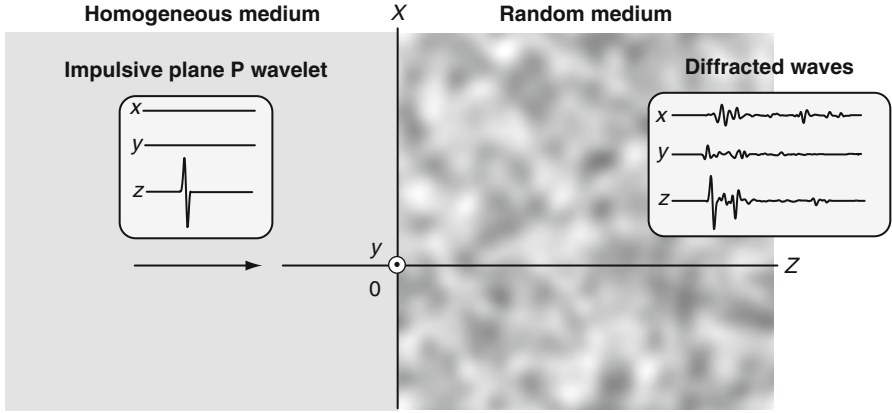 Homogeneous medium
X
Random medium
Impulsive plane P wavelet
Diffracted waves
x
y
z
x
y
z
y
0
Z